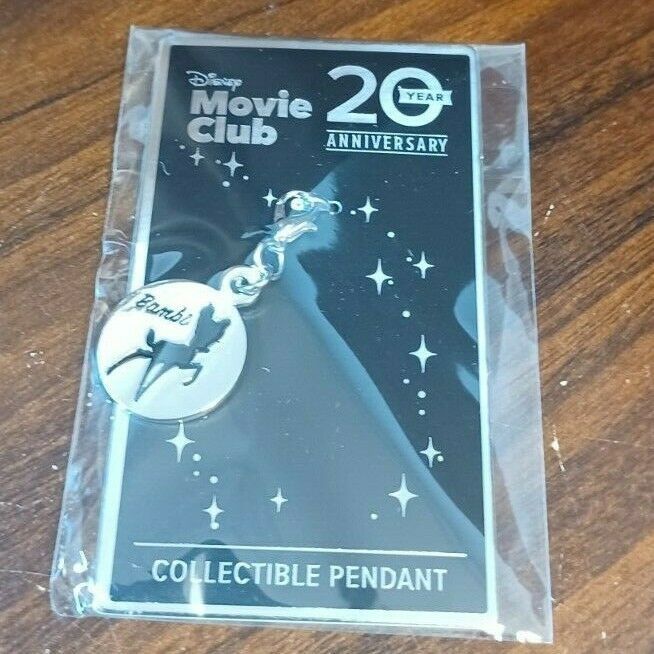 Disney
Movie
Club
20
YEAR
ANNIVERSARY
Bambi
COLLECTIBLE PENDANT